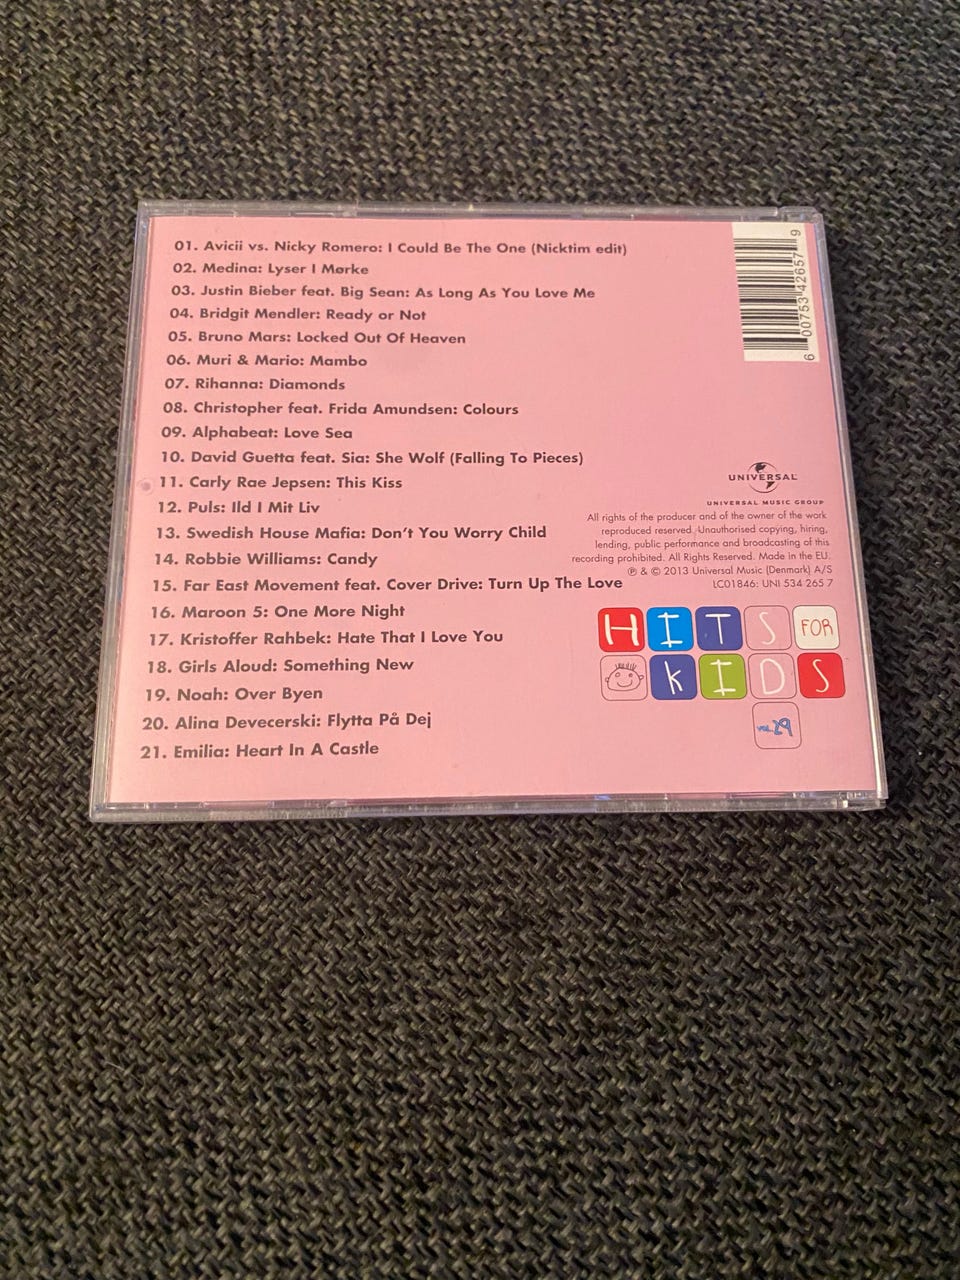 01. Avicii vs. Nicky Romero: I Could Be The One (Nicktim edit)
02. Medina: Lyser I Mørke
03. Justin Bieber feat. Big Sean: As Long As You Love Me
04. Bridgit Mendler: Ready or Not
05. Bruno Mars: Locked Out Of Heaven
06. Muri & Mario: Mambo
07. Rihanna: Diamonds
08. Christopher feat. Frida Amundsen: Colours
09. Alphabeat: Love Sea
10. David Guetta feat. Sia: She Wolf (Falling To Pieces)
11. Carly Rae Jepsen: This Kiss
12. Puls: Ild I Mit Liv
13. Swedish House Mafia: Don't You Worry Child
14. Robbie Williams: Candy
15. Far East Movement feat. Cover Drive: Turn Up The Love
16. Maroon 5: One More Night
17. Kristoffer Rahbek: Hate That I Love You
18. Girls Aloud: Something New
19. Noah: Over Byen
20. Alina Devecerski: Flytta På Dej
21. Emilia: Heart In A Castle
6 00753 42657 9
UNIVERSAL
UNIVERSAL MUSIC GROUP
All rights of the producer and of the owner of the work
reproduced reserved. Unauthorised copying, hiring,
lending, public performance and broadcasting of this
recording prohibited. All Rights Reserved. Made in the EU.
℗ & © 2013 Universal Music (Denmark) A/S
LC01846: UNI 534 265 7
HITS FOR
KIDS
VOL.29